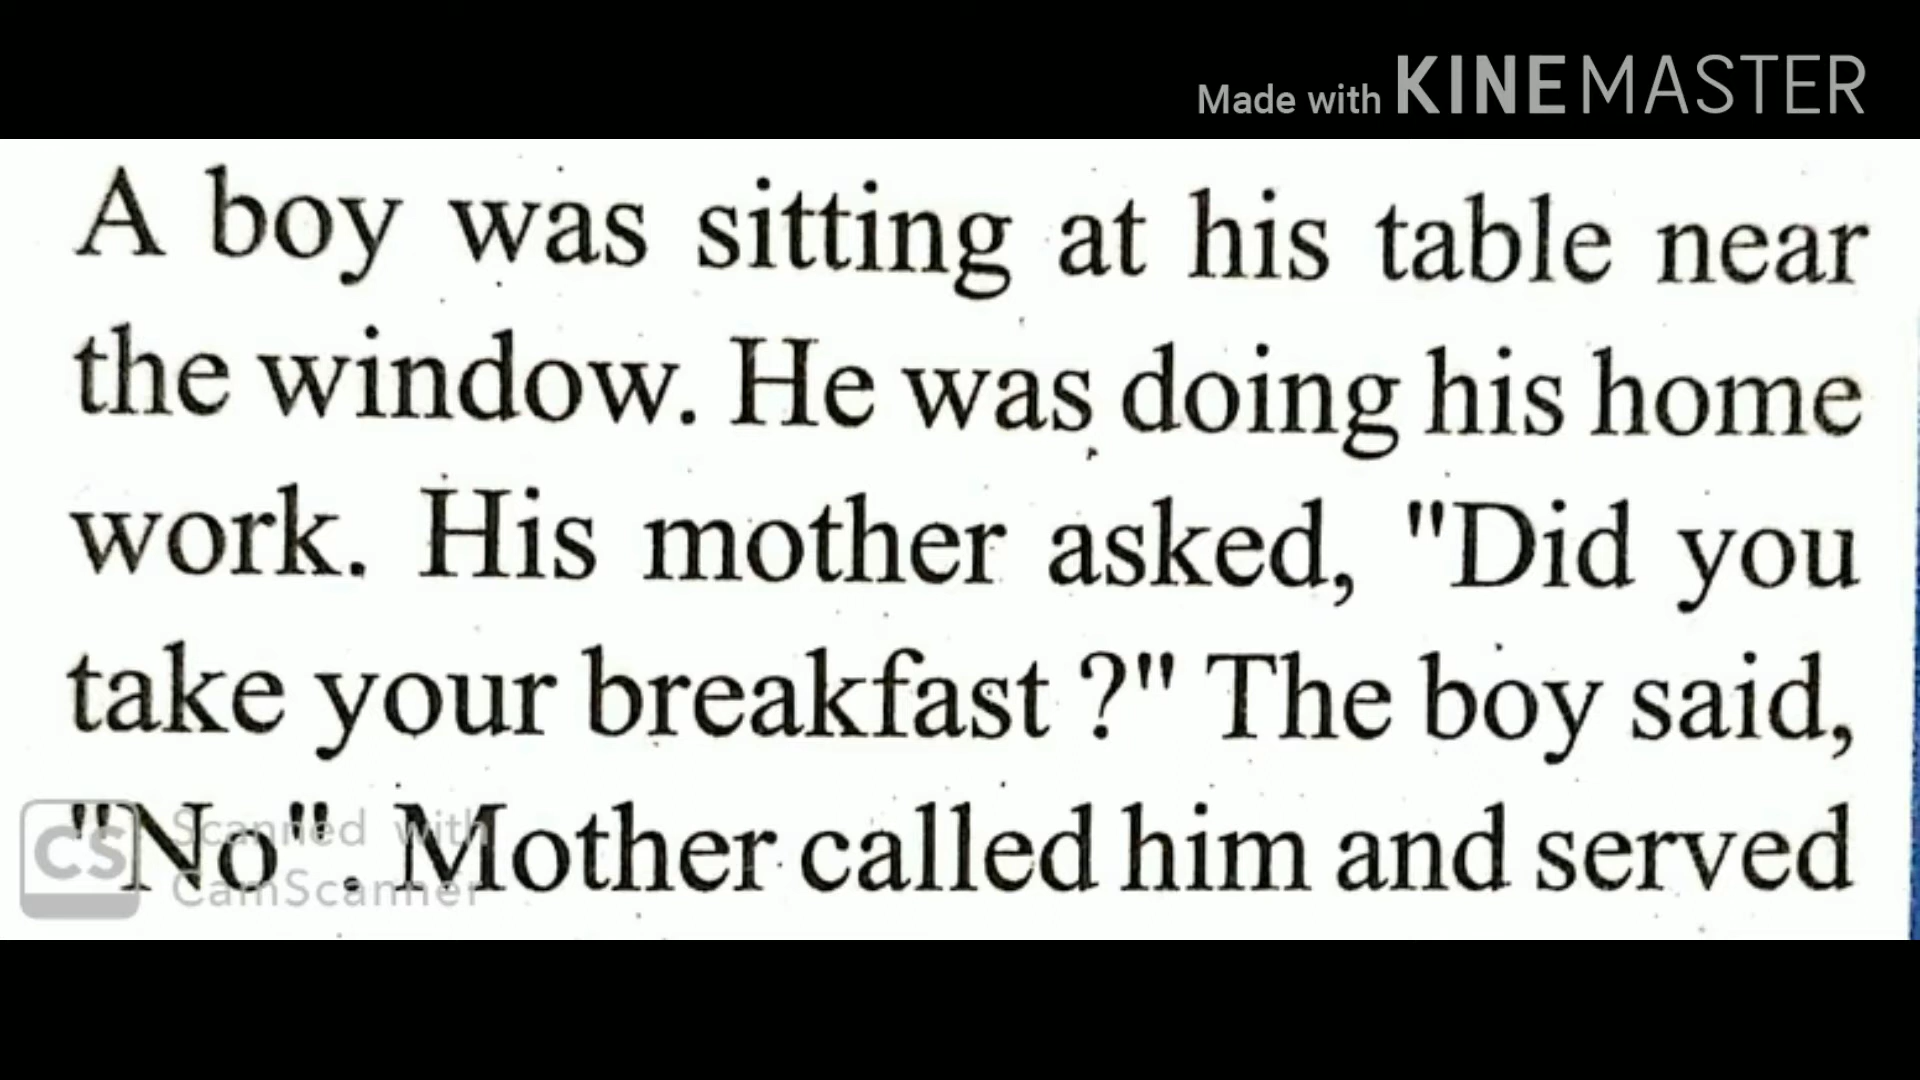 Made with KINEMASTER
A boy was sitting at his table near
the window. He was doing his home
work. His mother asked, "Did you
take your breakfast ?" The boy said,
"No". Mother called him and served
CS Scanned with
CamScanner